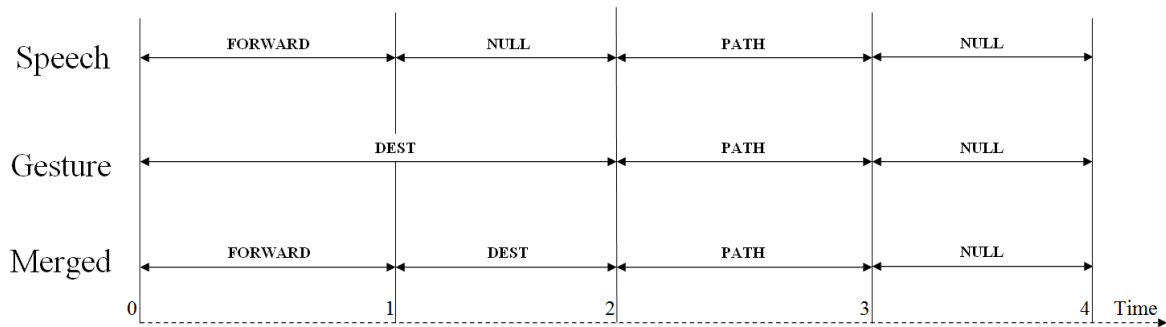 Speech FORWARD NULL PATH NULL
Gesture DEST PATH NULL
Merged FORWARD DEST PATH NULL
0 1 2 3 4 Time